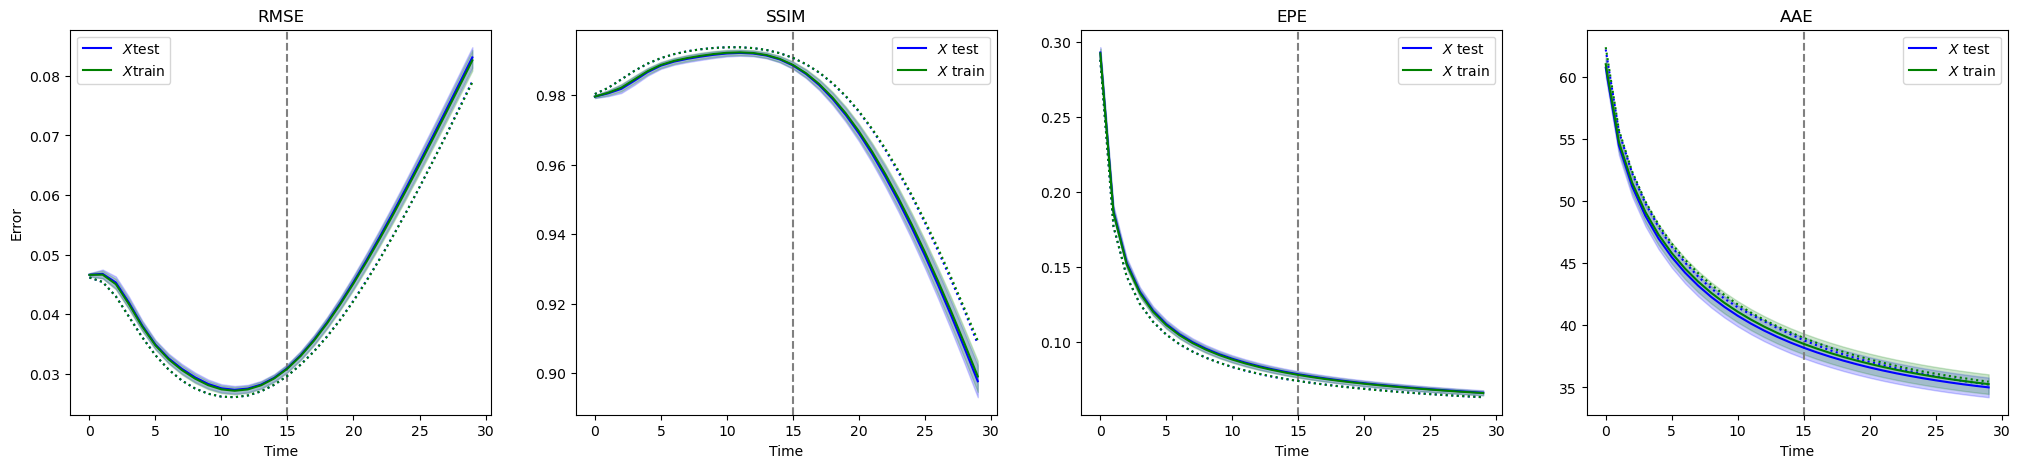 RMSE
Error
0.08
0.07
0.06
0.05
0.04
0.03
Xtest
Xtrain
0 5 10 15 20 25 30
Time
SSIM
0.98
0.96
0.94
0.92
0.90
X test
X train
0 5 10 15 20 25 30
Time
EPE
0.30
0.25
0.20
0.15
0.10
X test
X train
0 5 10 15 20 25 30
Time
AAE
60
55
50
45
40
35
X test
X train
0 5 10 15 20 25 30
Time